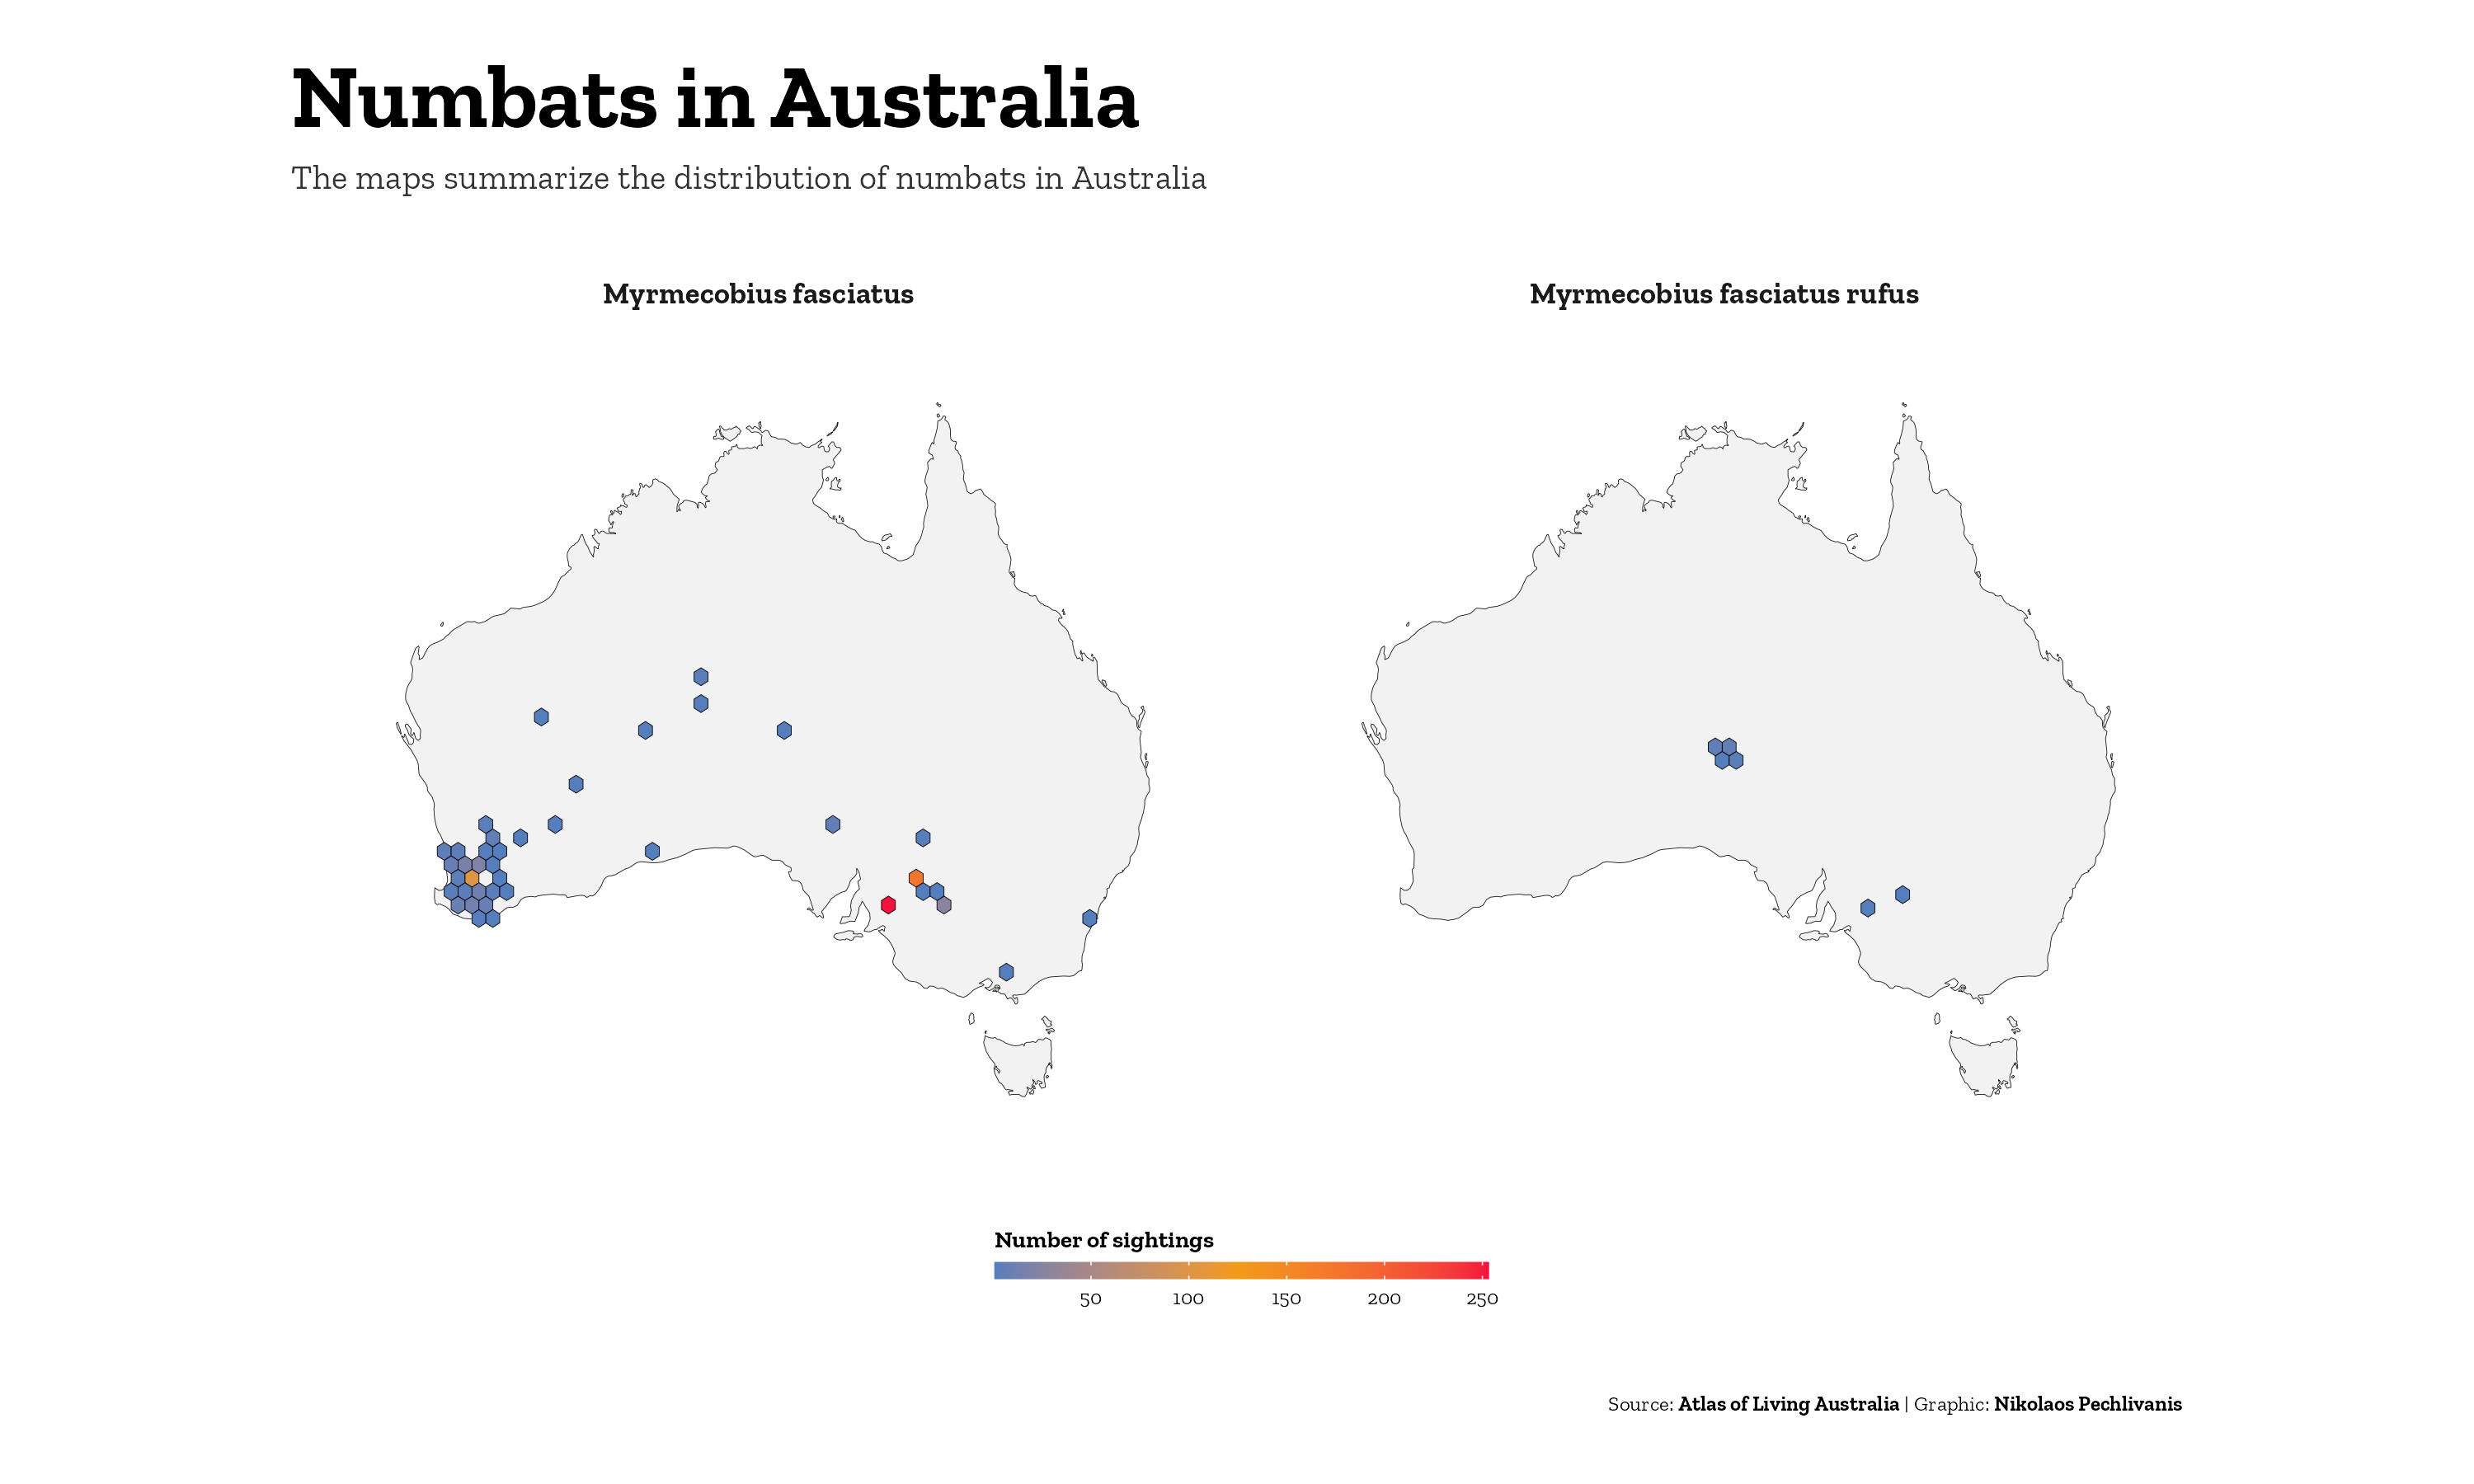 Numbats in Australia
The maps summarize the distribution of numbats in Australia
Myrmecobius fasciatus
Myrmecobius fasciatus rufus
Number of sightings
50 100 150 200 250
Source: Atlas of Living Australia | Graphic: Nikolaos Pechlivanis